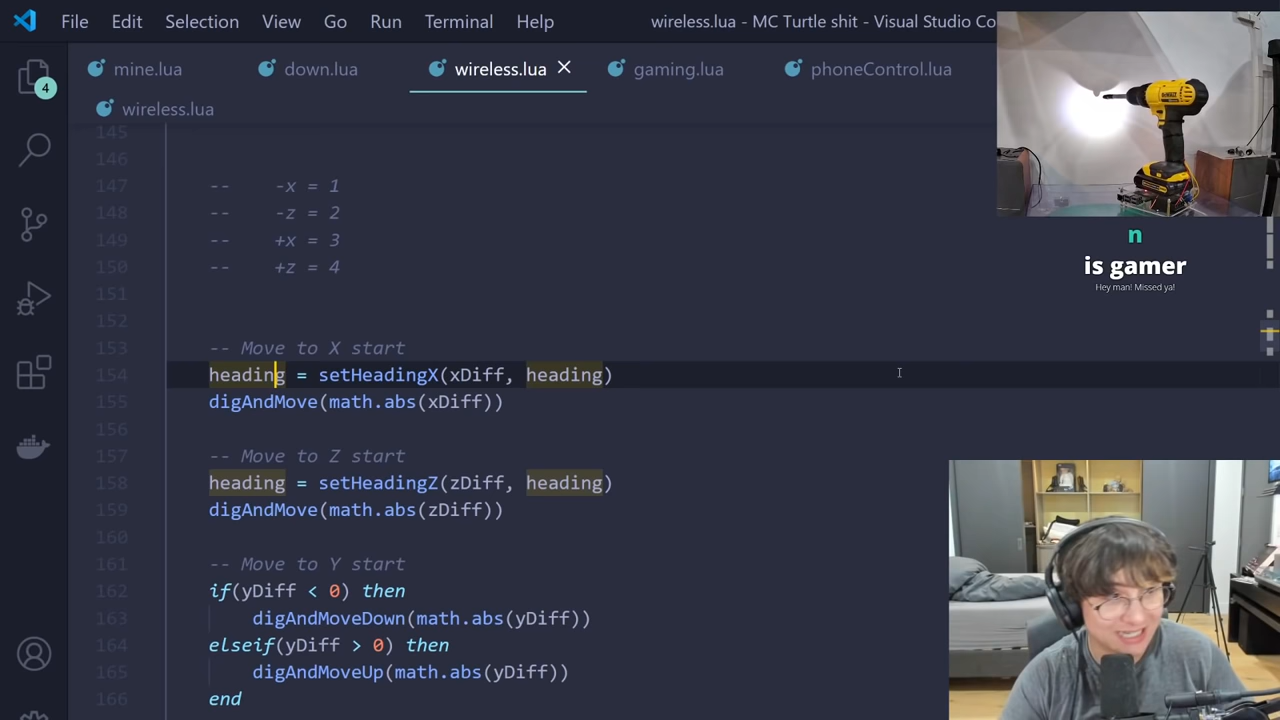 File Edit Selection View Go Run Terminal Help wireless.lua - MC Turtle shit - Visual Studio Co
mine.lua down.lua wireless.lua gaming.lua phoneControl.lua
4
wireless.lua
145
146
147 -- -x = 1
148 -- -z = 2
149 -- +x = 3
150 -- +z = 4
151
152
153 -- Move to X start
154 heading = setHeadingX(xDiff, heading)
155 digAndMove(math.abs(xDiff))
156
157 -- Move to Z start
158 heading = setHeadingZ(zDiff, heading)
159 digAndMove(math.abs(zDiff))
160
161 -- Move to Y start
162 if(yDiff < 0) then
163 digAndMoveDown(math.abs(yDiff))
164 elseif(yDiff > 0) then
165 digAndMoveUp(math.abs(yDiff))
166 end
DEWALT
n
is gamer
Hey man! Missed ya!